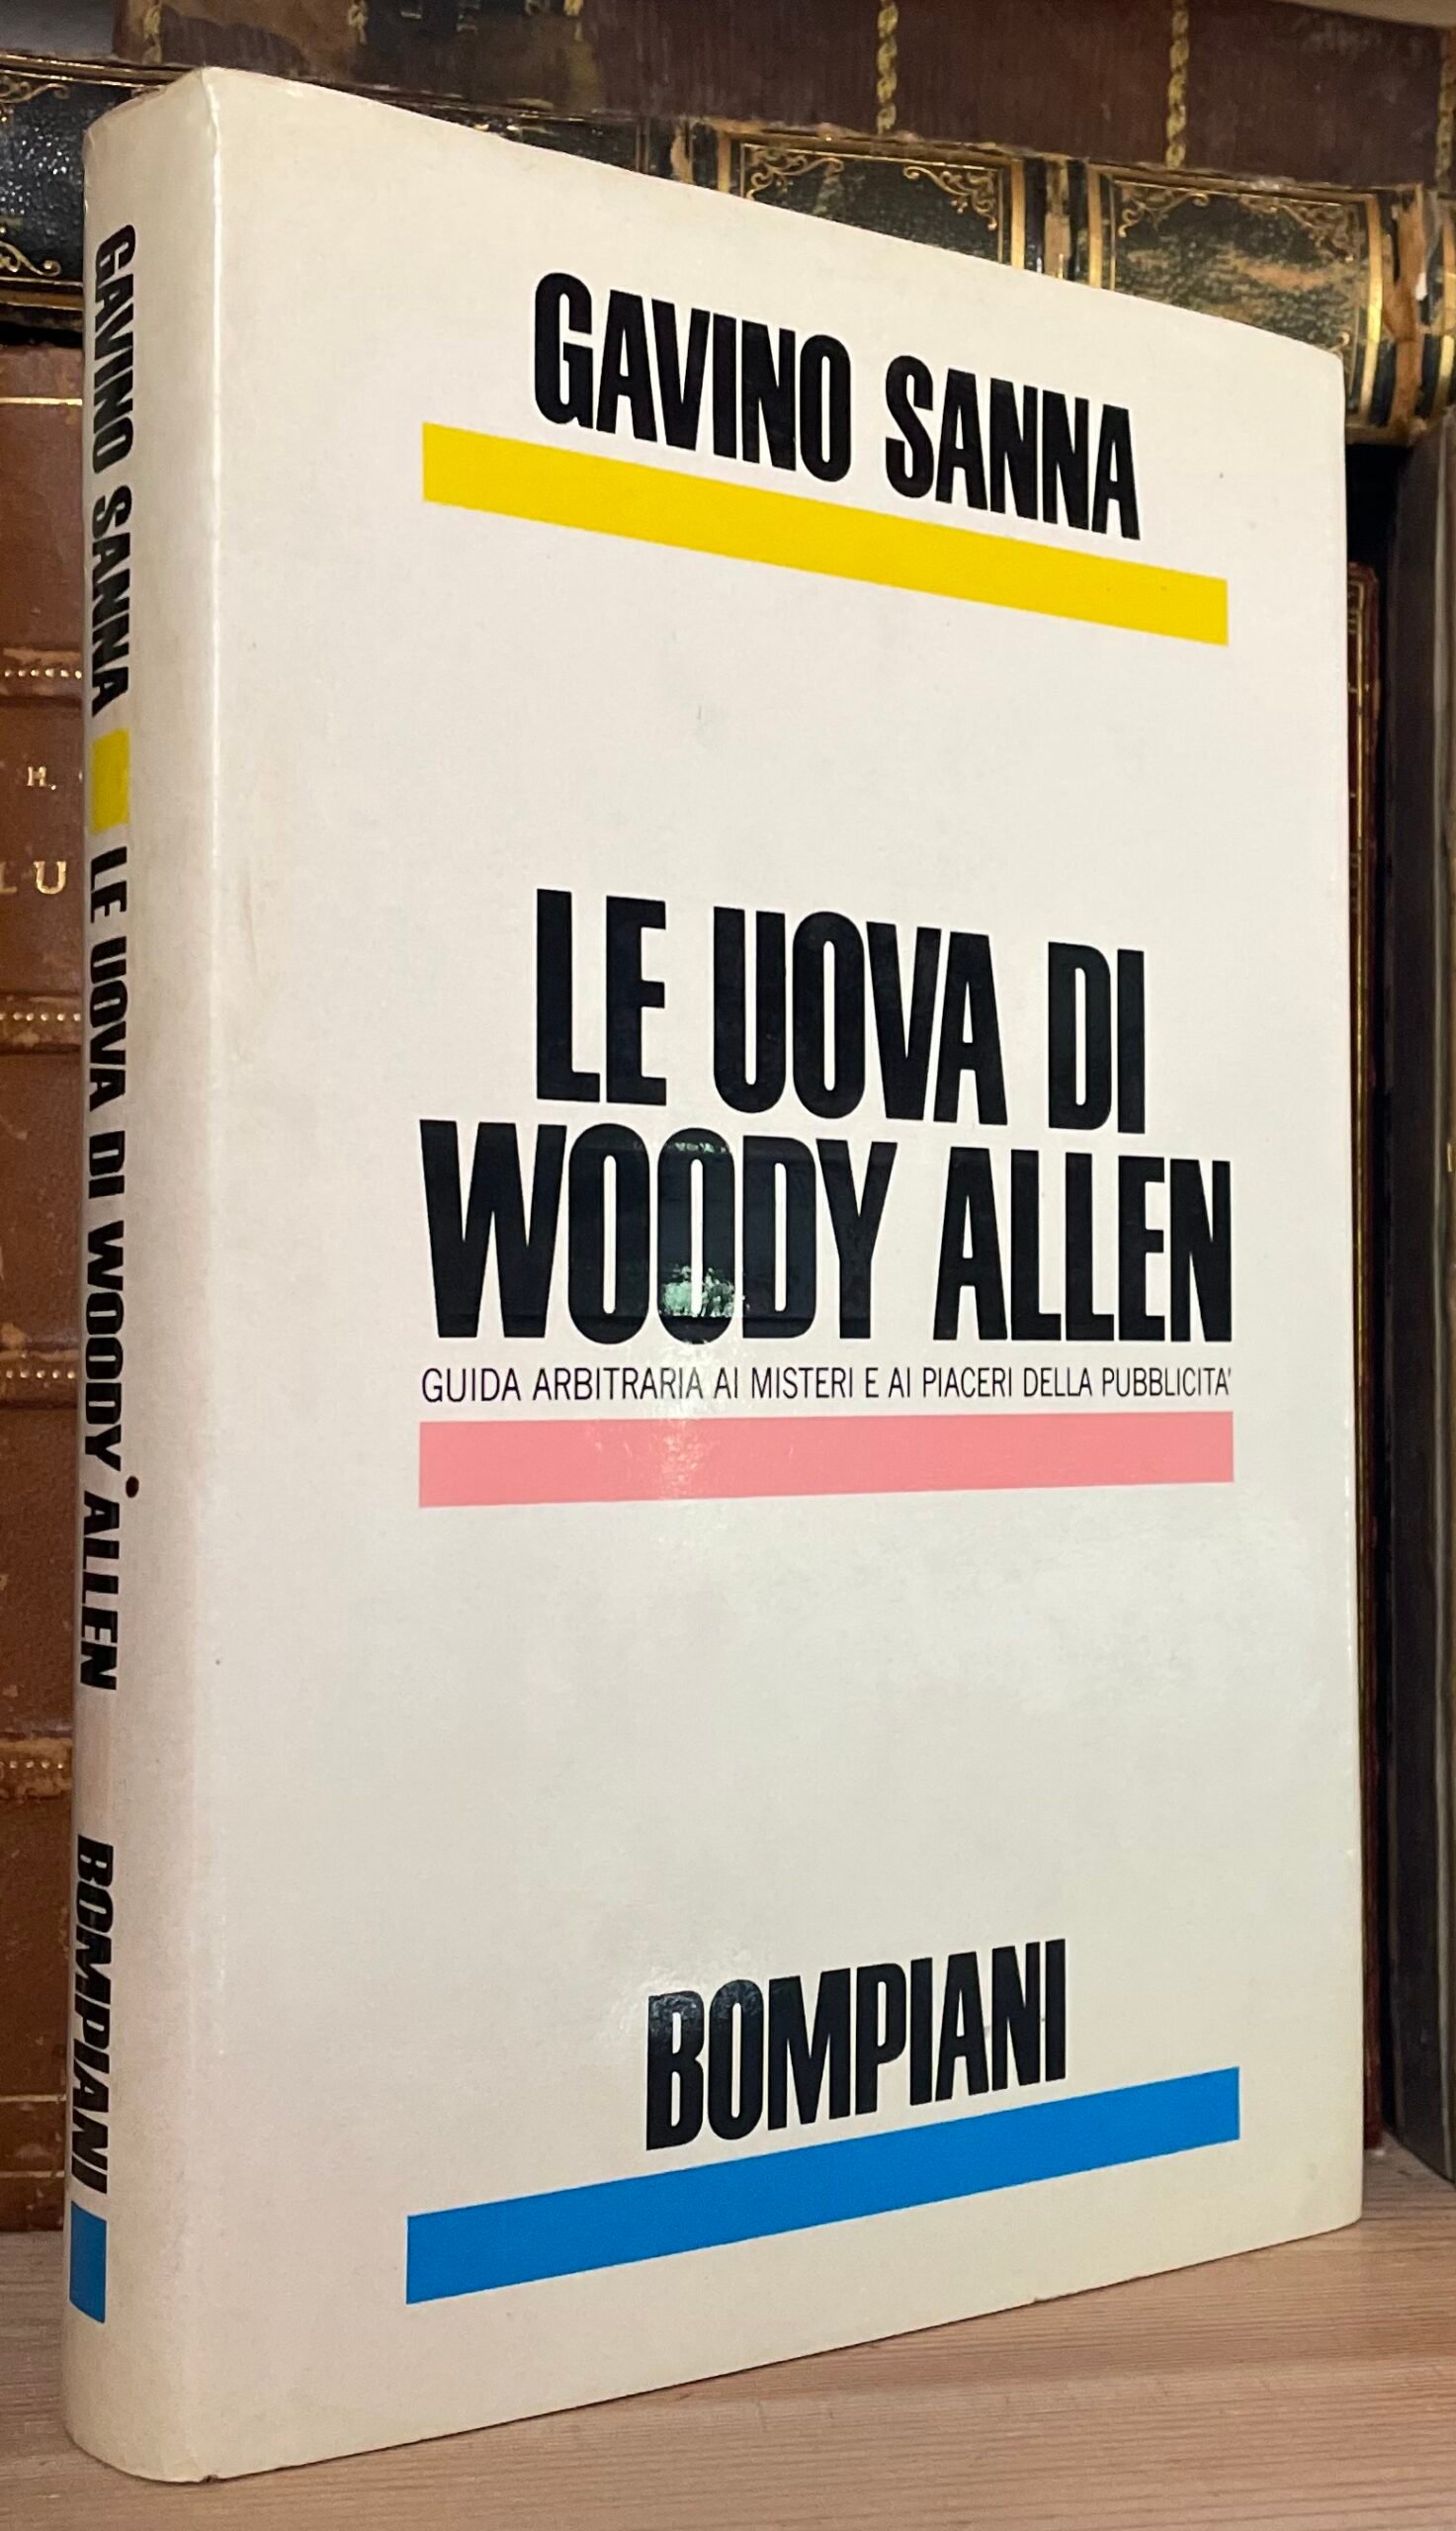 GAVINO SANNA
LE UOVA DI
WOODY ALLEN
GUIDA ARBITRARIA AI MISTERI E AI PIACERI DELLA PUBBLICITA'
BOMPIANI
GAVINO SANNA LE UOVA DI WOODY ALLEN BOMPIANI
H.
LU